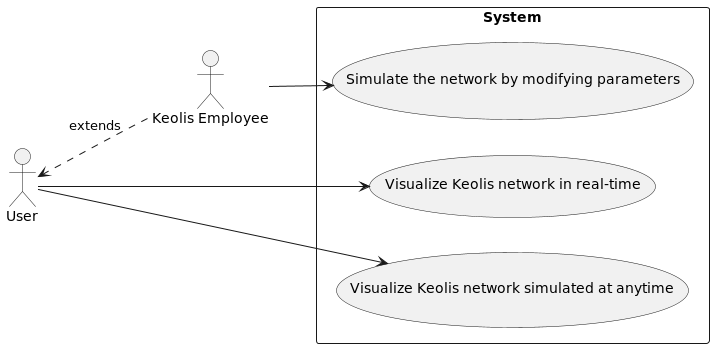 System
Simulate the network by modifying parameters
Keolis Employee
extends
Visualize Keolis network in real-time
User
Visualize Keolis network simulated at anytime